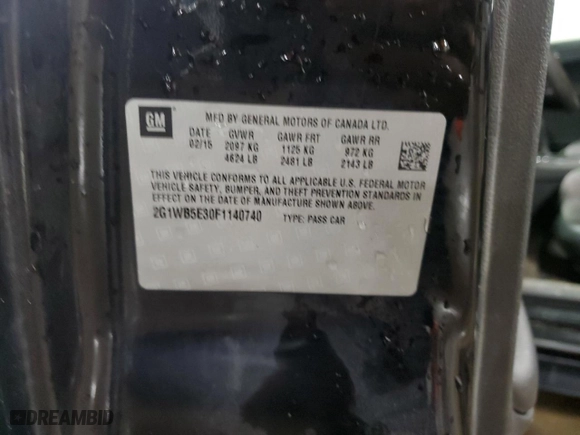 GM
MFD BY GENERAL MOTORS OF CANADA LTD.
DATE GVWR GAWR FRT GAWR RR
02/15 2097 KG 1125 KG 972 KG
4624 LB 2481 LB 2143 LB
THIS VEHICLE CONFORMS TO ALL APPLICABLE U.S. FEDERAL MOTOR
VEHICLE SAFETY, BUMPER, AND THEFT PREVENTION STANDARDS IN
EFFECT ON THE DATE OF MANUFACTURE SHOWN ABOVE.
2G1WB5E30F1140740 TYPE: PASS CAR
DREAMBID